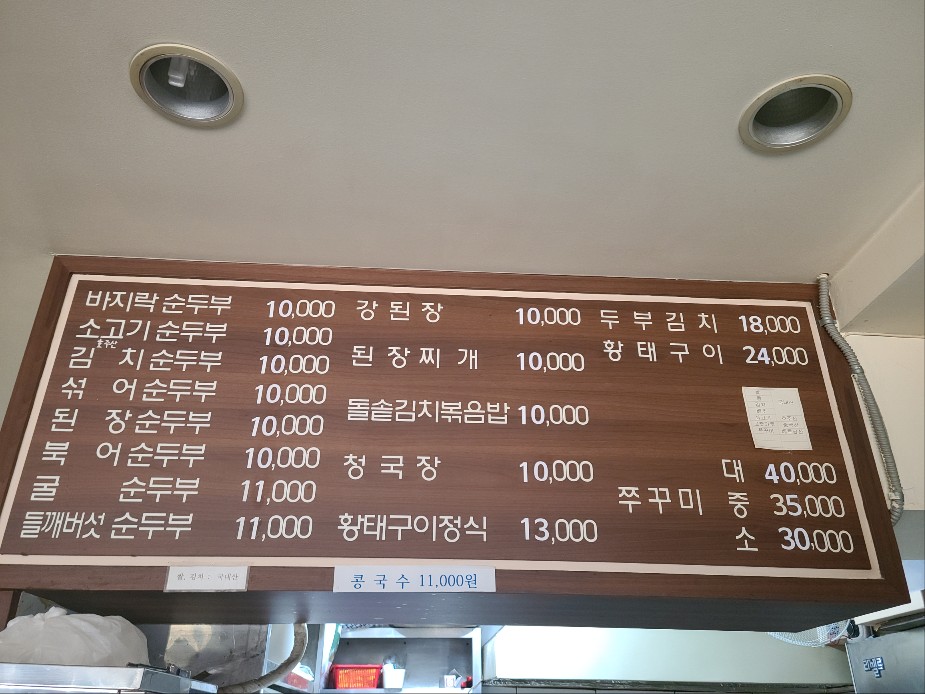 바지락 순두부 10,000
소고기 순두부 10,000
김 치 순두부 10,000
섞 어 순두부 10,000
된 장 순두부 10,000
북 어 순두부 10,000
굴 순두부 11,000
들깨버섯 순두부 11,000
강 된 장 10,000
된 장 찌 개 10,000
돌솥김치볶음밥 10,000
청 국 장 10,000
황태구이정식 13,000
두 부 김 치 18,000
황 태 구 이 24,000
쭈꾸미
대 40,000
중 35,000
소 30,000
쌀, 김치 : 국내산
콩 국 수 11,000원